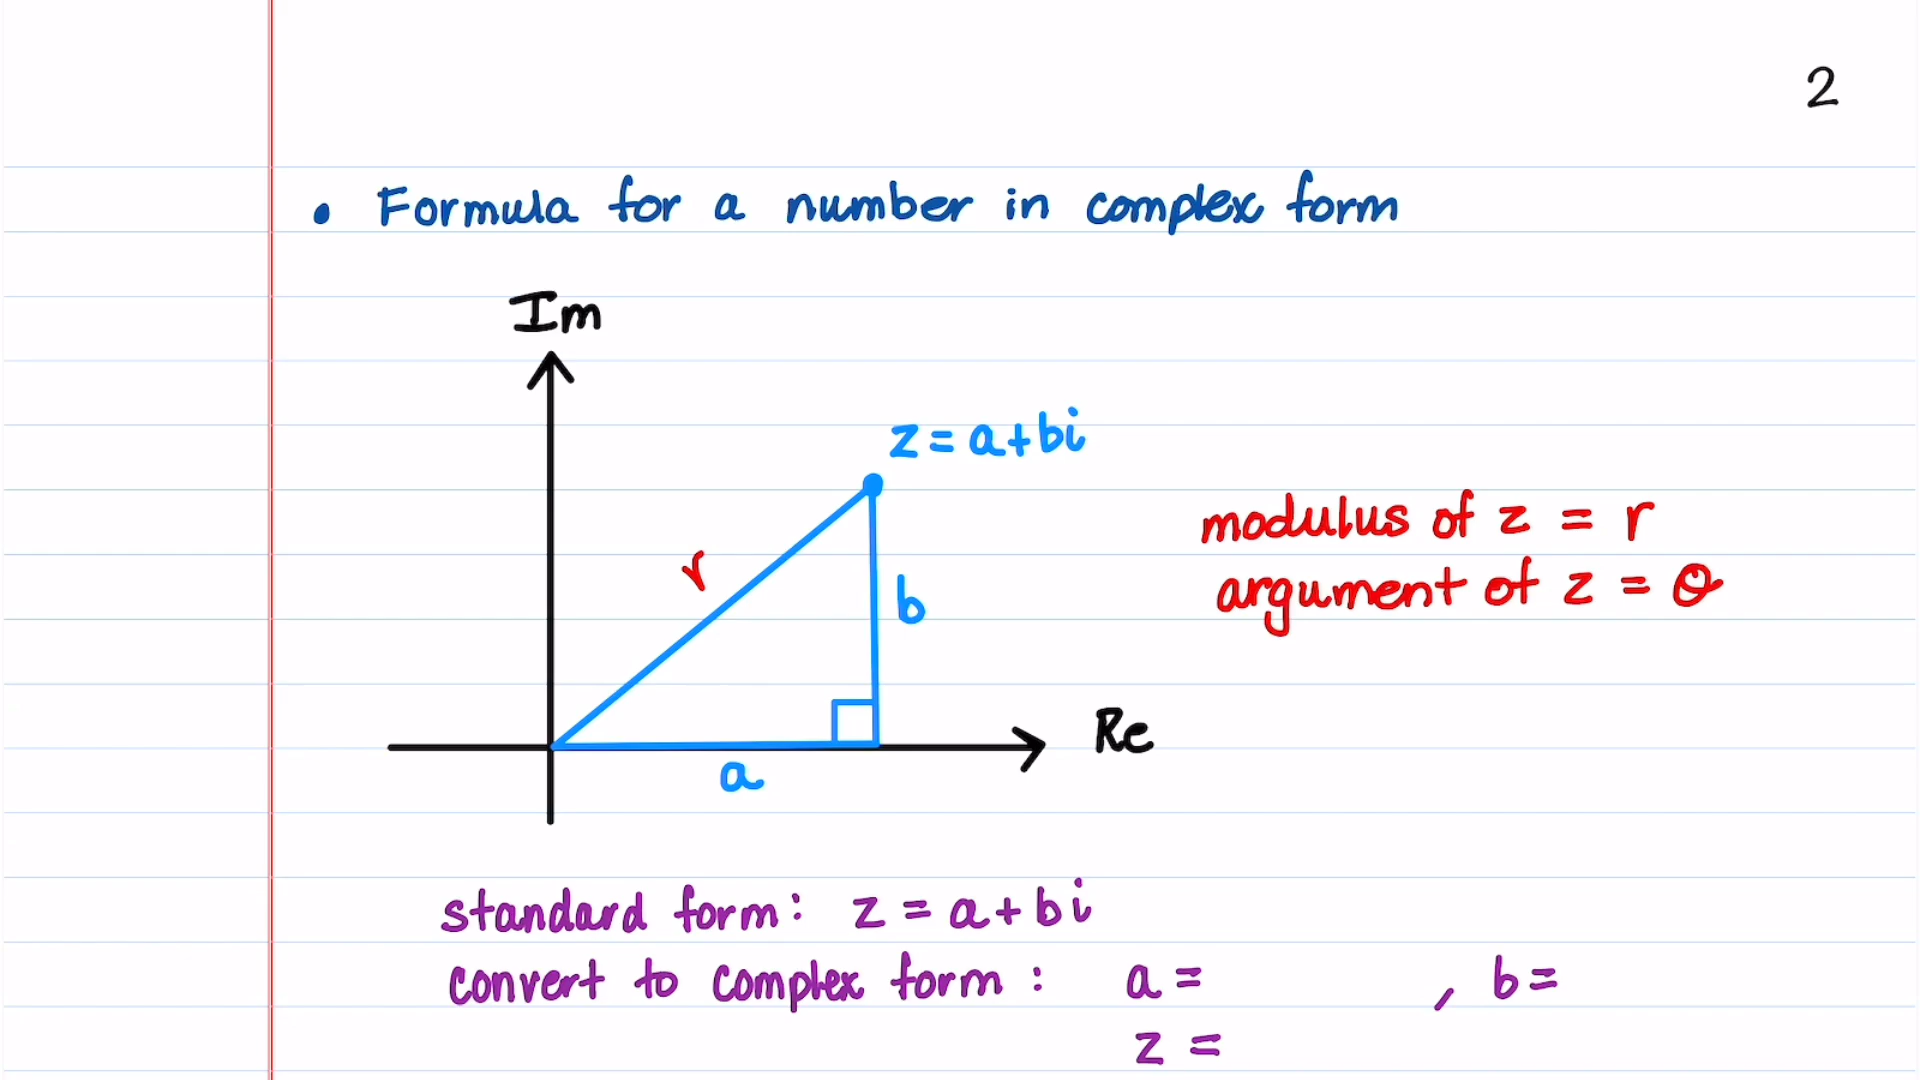 2
• Formula for a number in complex form
Im
z = a+bi
modulus of z = r
r
argument of z = θ
b
Re
a
standard form: z = a + bi
convert to complex form : a = , b =
z =